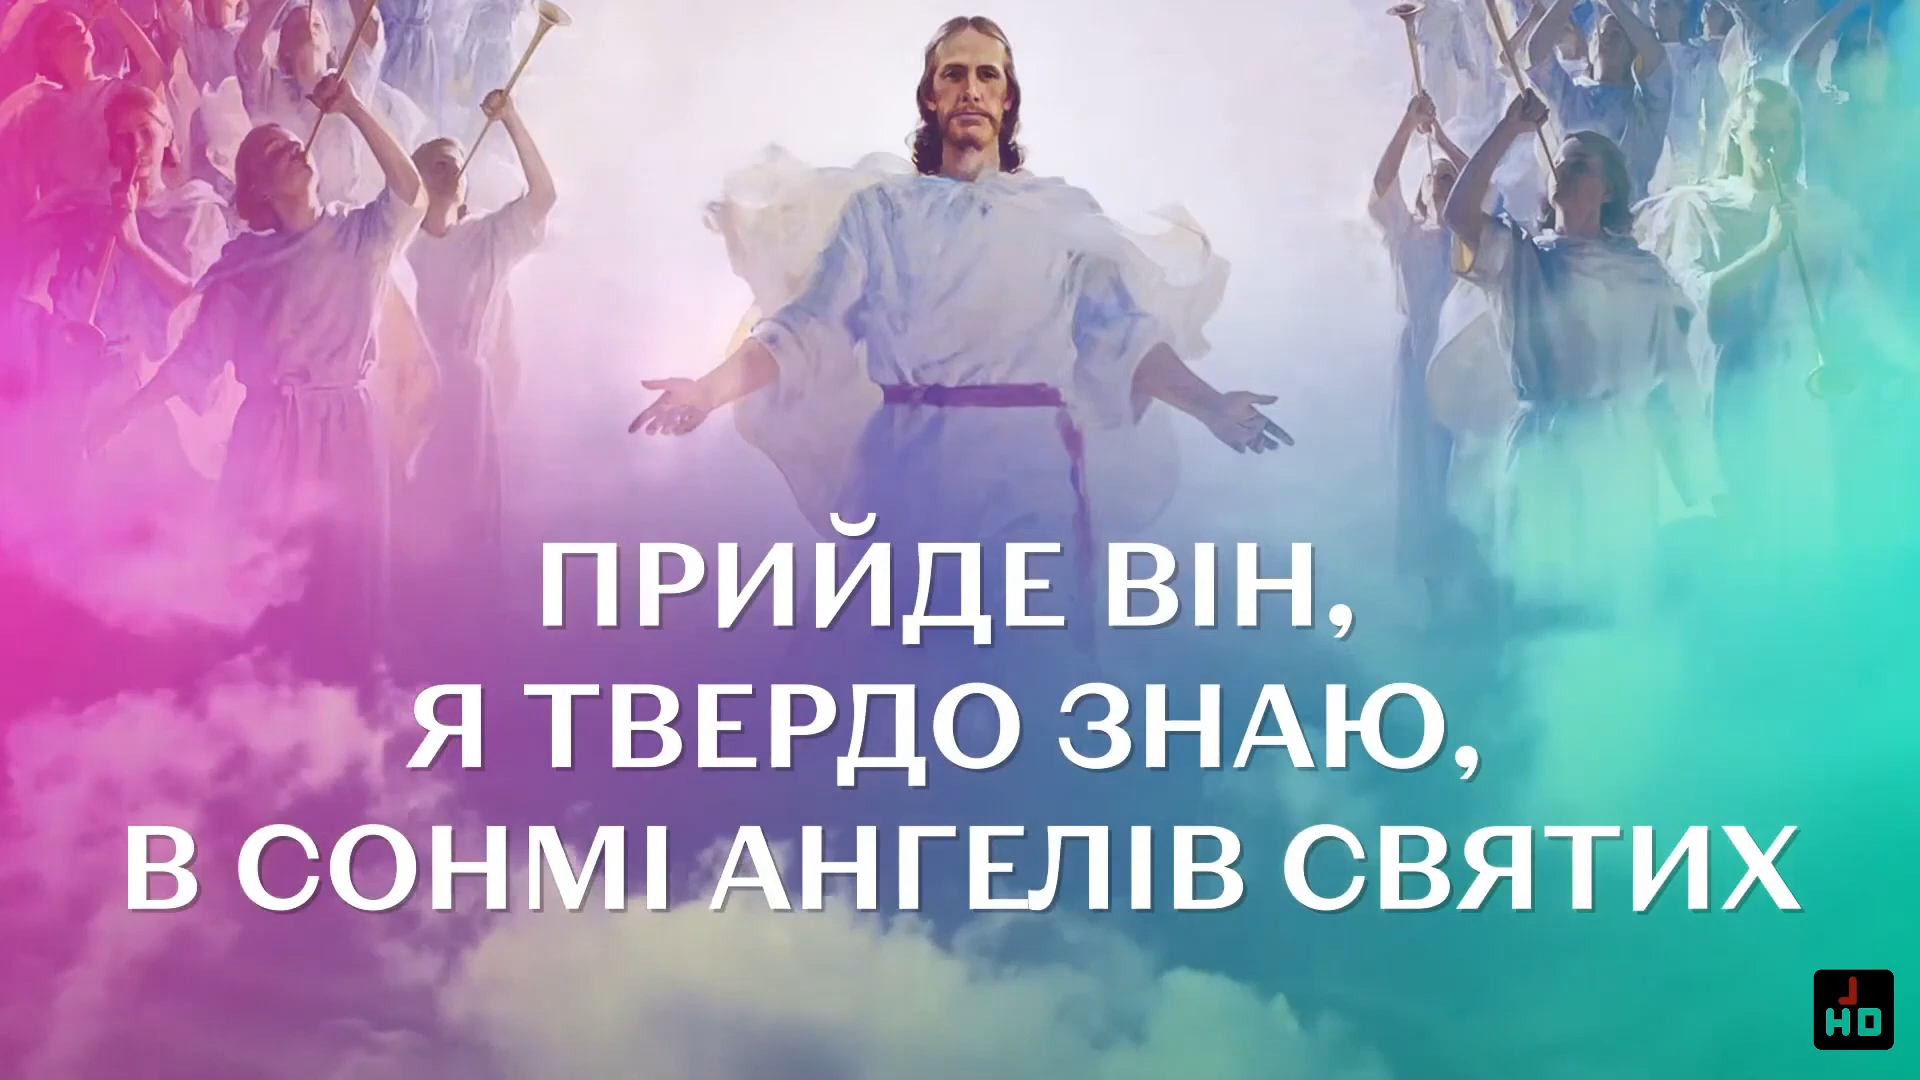 ПРИЙДЕ ВІН,
Я ТВЕРДО ЗНАЮ,
В СОНМІ АНГЕЛІВ СВЯТИХ